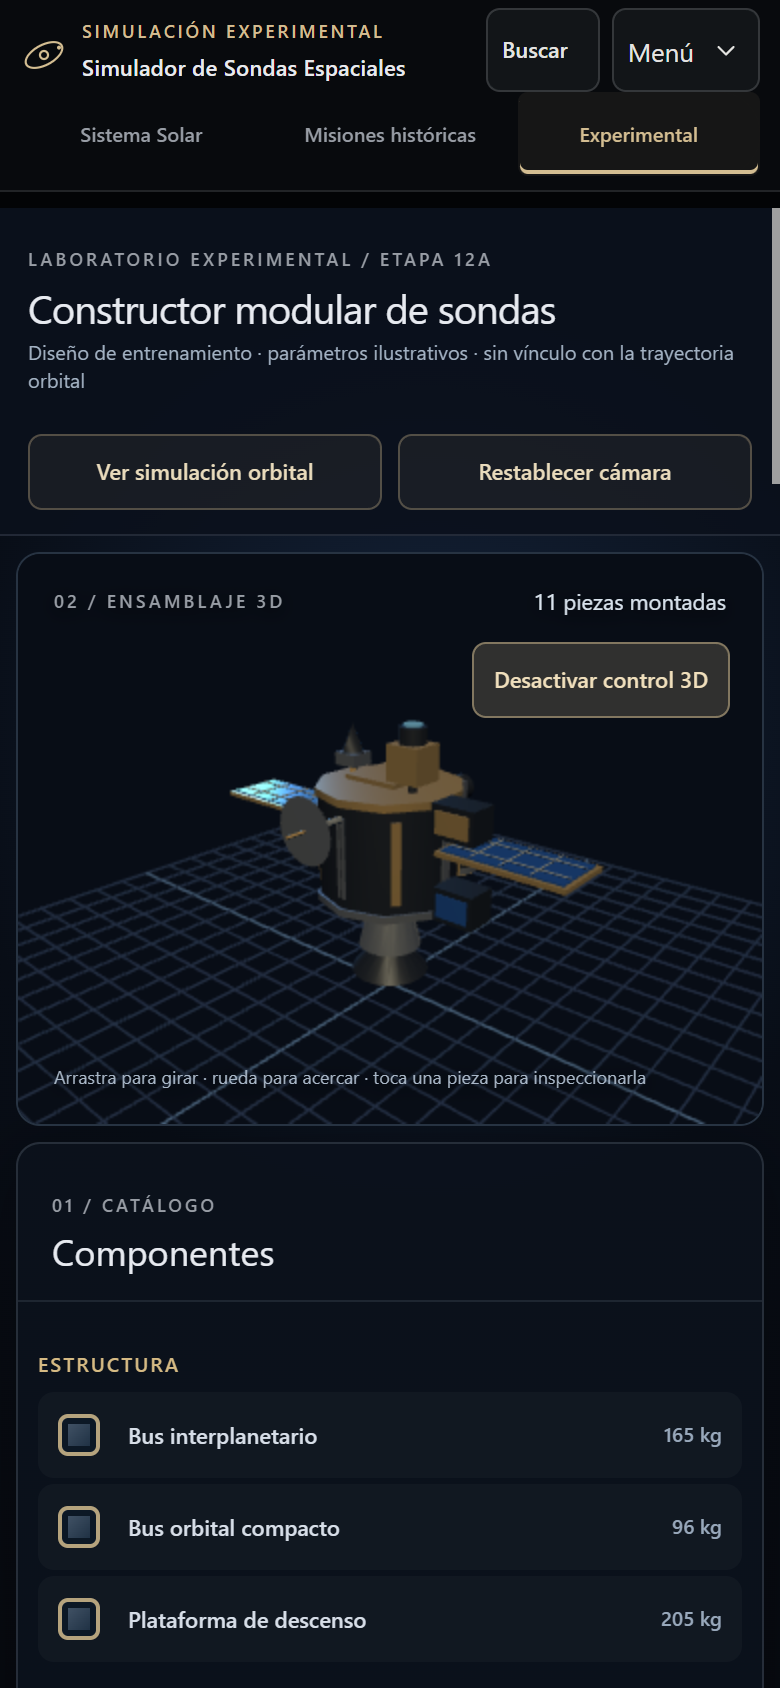 SIMULACIÓN EXPERIMENTAL
Simulador de Sondas Espaciales
Buscar
Menú
Sistema Solar
Misiones históricas
Experimental
LABORATORIO EXPERIMENTAL / ETAPA 12A
Constructor modular de sondas
Diseño de entrenamiento · parámetros ilustrativos · sin vínculo con la trayectoria
orbital
Ver simulación orbital
Restablecer cámara
02 / ENSAMBLAJE 3D
11 piezas montadas
Desactivar control 3D
Arrastra para girar · rueda para acercar · toca una pieza para inspeccionarla
01 / CATÁLOGO
Componentes
ESTRUCTURA
Bus interplanetario
165 kg
Bus orbital compacto
96 kg
Plataforma de descenso
205 kg